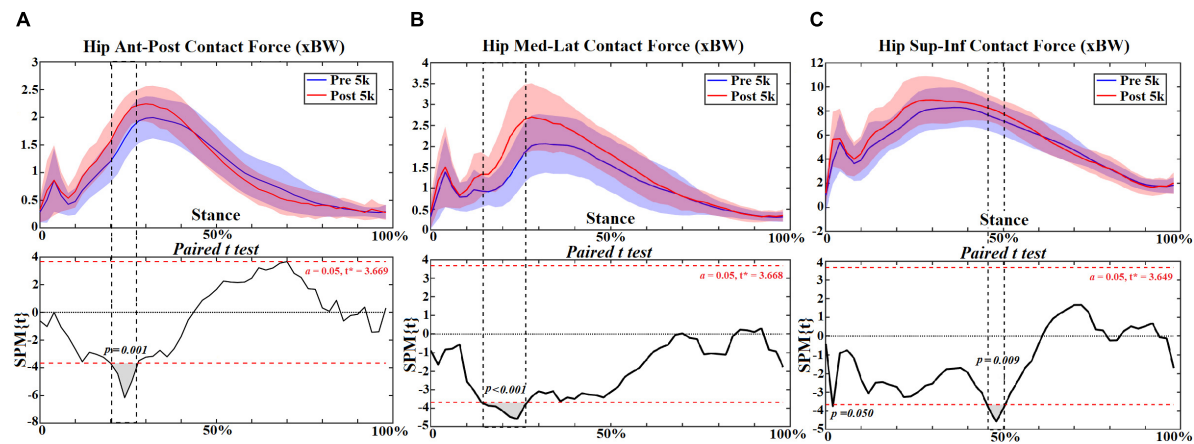 A
Hip Ant-Post Contact Force (xBW)
3
2.5
2
1.5
1
0.5
0
Pre 5k
Post 5k
Stance
0
50%
100%
Paired t test
4
2
0
-2
-4
-6
-8
SPM{t}
a = 0.05, t* = 3.669
p=0.001
0
50%
100%
B
Hip Med-Lat Contact Force (xBW)
4
3.5
3
2.5
2
1.5
1
0.5
0
Pre 5k
Post 5k
Stance
0
50%
100%
Paired t test
4
3
2
1
0
-1
-2
-3
-4
-5
SPM{t}
a = 0.05, t* = 3.668
p<0.001
0
50%
100%
C
Hip Sup-Inf Contact Force (xBW)
12
10
8
6
4
2
0
-2
Pre 5k
Post 5k
Stance
0
50%
100%
Paired t test
4
3
2
1
0
-1
-2
-3
-4
-5
SPM{t}
a = 0.05, t* = 3.649
p=0.009
p=0.050
0
50%
100%